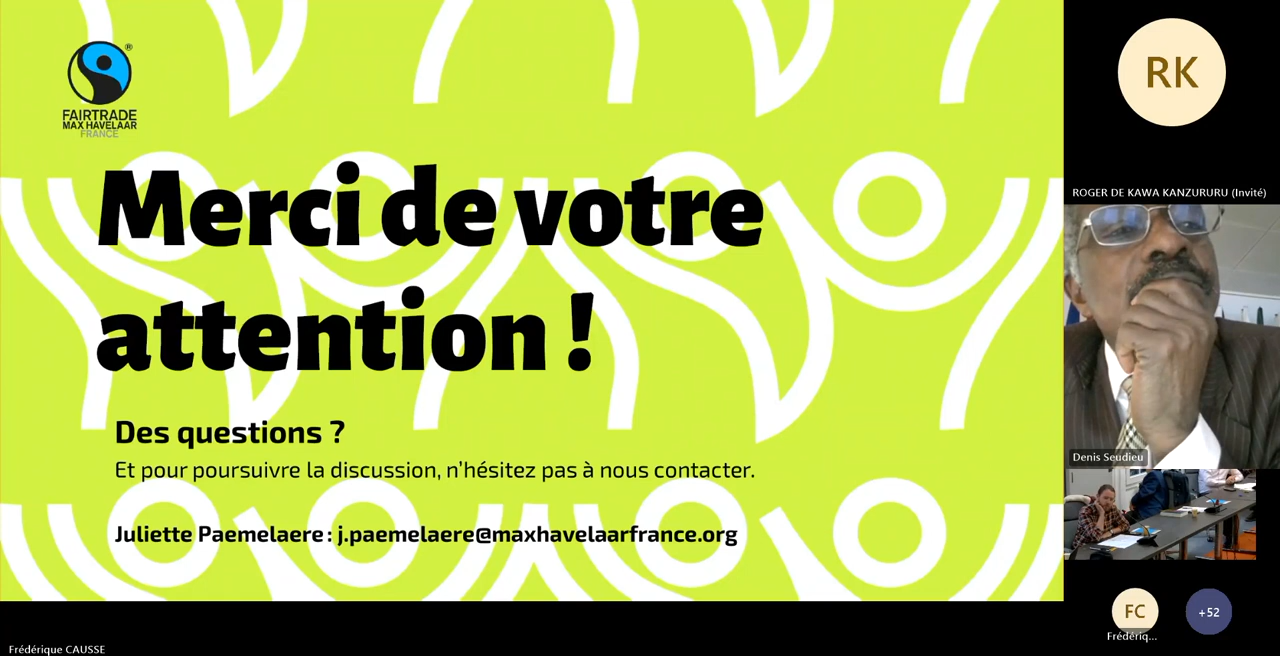 ®
FAIRTRADE
MAX HAVELAAR
FRANCE
Merci de votre
attention !
Des questions ?
Et pour poursuivre la discussion, n'hésitez pas à nous contacter.
Juliette Paemelaere : j.paemelaere@maxhavelaarfrance.org
Frédérique CAUSSE
RK
ROGER DE KAWA KANZURURU (Invité)
Denis Seudieu
FC
Frédériq...
+52